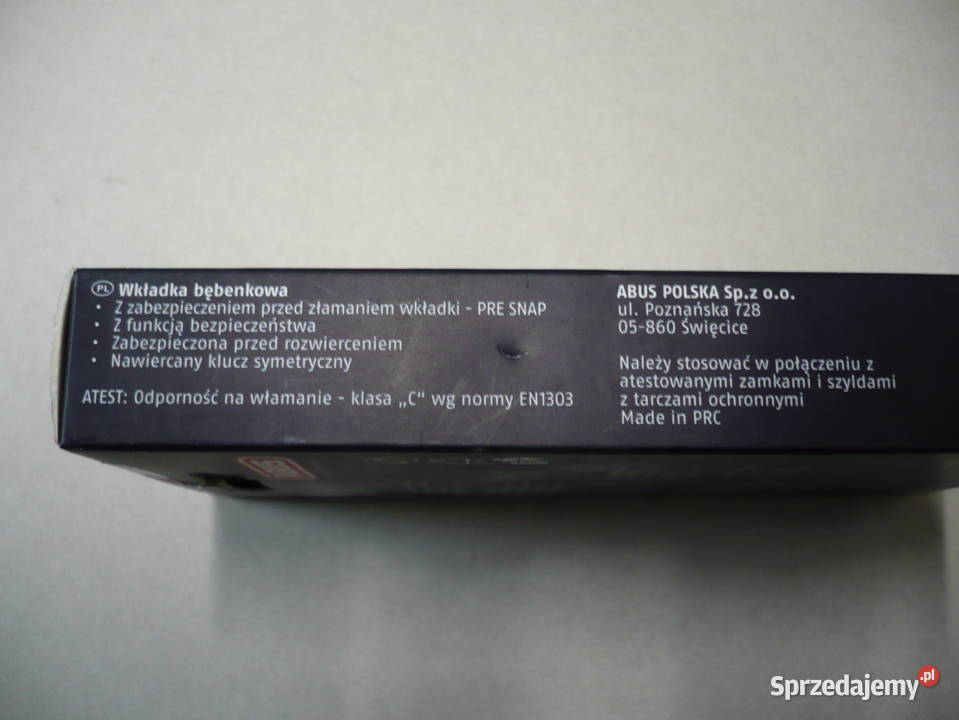 PL Wkładka bębenkowa
• Z zabezpieczeniem przed złamaniem wkładki - PRE SNAP
• Z funkcją bezpieczeństwa
• Zabezpieczona przed rozwierceniem
• Nawiercany klucz symetryczny
ATEST: Odporność na włamanie - klasa „C“ wg normy EN1303
ABUS POLSKA Sp.z o.o.
ul. Poznańska 728
05-860 Święcice
Należy stosować w połączeniu z
atestowanymi zamkami i szyldami
z tarczami ochronnymi
Made in PRC
Sprzedajemy.pl